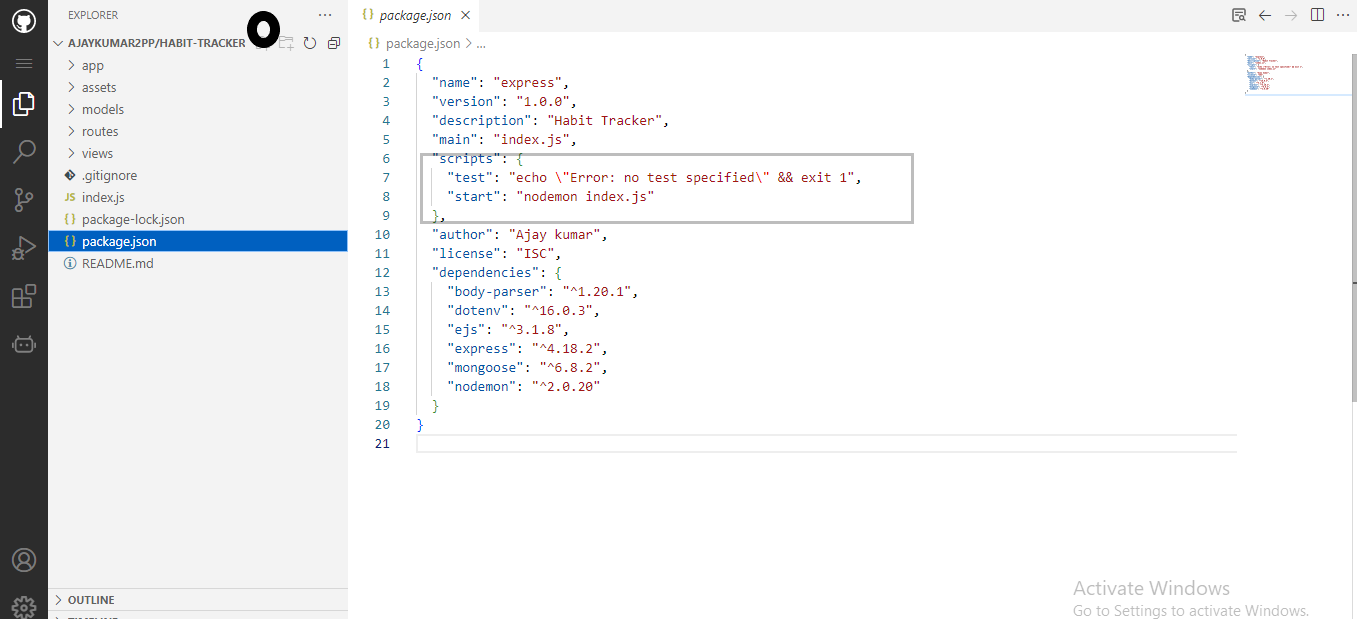 EXPLORER
AJAYKUMAR2PP/HABIT-TRACKER
app
assets
models
routes
views
.gitignore
JS index.js
{} package-lock.json
{} package.json
README.md
OUTLINE
{} package.json ×
{} package.json > ...
1 {
2 "name": "express",
3 "version": "1.0.0",
4 "description": "Habit Tracker",
5 "main": "index.js",
6 "scripts": {
7 "test": "echo \"Error: no test specified\" && exit 1",
8 "start": "nodemon index.js"
9 },
10 "author": "Ajay kumar",
11 "license": "ISC",
12 "dependencies": {
13 "body-parser": "^1.20.1",
14 "dotenv": "^16.0.3",
15 "ejs": "^3.1.8",
16 "express": "^4.18.2",
17 "mongoose": "^6.8.2",
18 "nodemon": "^2.0.20"
19 }
20 }
21
Activate Windows
Go to Settings to activate Windows.